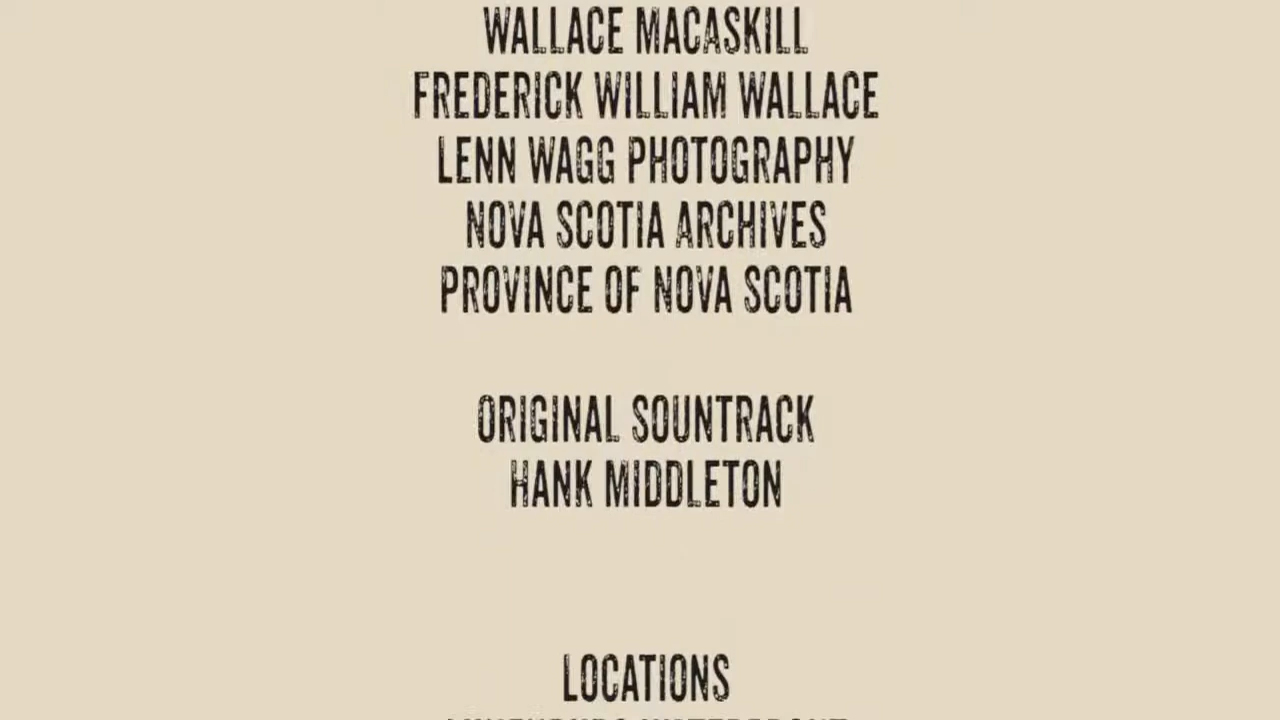 WALLACE MACASKILL
FREDERICK WILLIAM WALLACE
LENN WAGG PHOTOGRAPHY
NOVA SCOTIA ARCHIVES
PROVINCE OF NOVA SCOTIA
ORIGINAL SOUNTRACK
HANK MIDDLETON
LOCATIONS